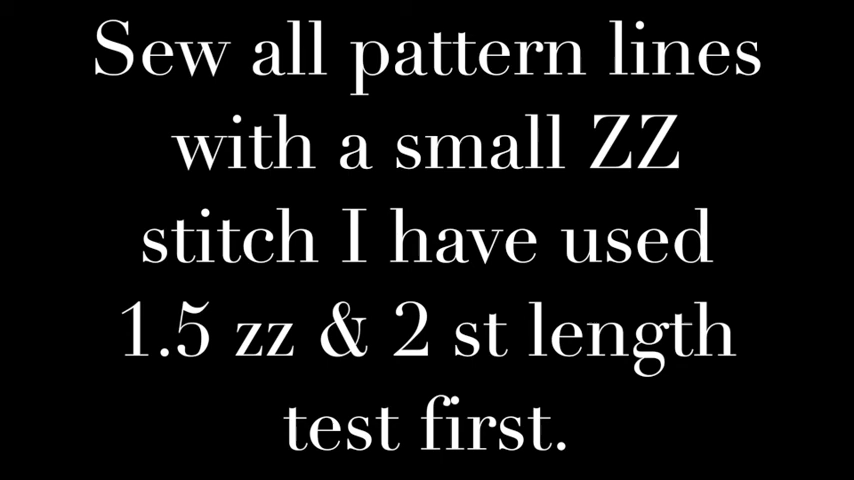 Sew all pattern lines
with a small ZZ
stitch I have used
1.5 zz & 2 st length
test first.